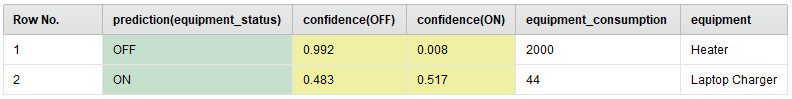 Row No. prediction(equipment_status) confidence(OFF) confidence(ON) equipment_consumption equipment
1 OFF 0.992 0.008 2000 Heater
2 ON 0.483 0.517 44 Laptop Charger